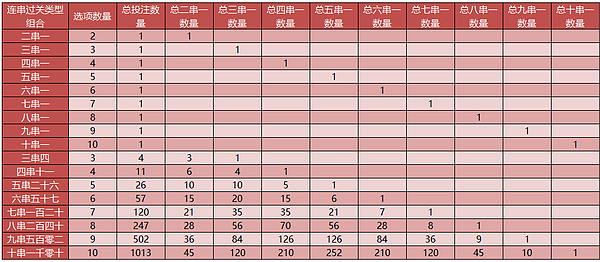 连串过关类型组合 选项数量 总投注数量 总二串一数量 总三串一数量 总四串一数量 总五串一数量 总六串一数量 总七串一数量 总八串一数量 总九串一数量 总十串一数量
二串一 2 1 1
三串一 3 1 1
四串一 4 1 1
五串一 5 1 1
六串一 6 1 1
七串一 7 1 1
八串一 8 1 1
九串一 9 1 1
十串一 10 1 1
三串四 3 4 3 1
四串十一 4 11 6 4 1
五串二十六 5 26 10 10 5 1
六串五十七 6 57 15 20 15 6 1
七串一百二十 7 120 21 35 35 21 7 1
八串二百四十 8 247 28 56 70 56 28 8 1
九串五百零二 9 502 36 84 126 126 84 36 9 1
十串一千零十 10 1013 45 120 210 252 210 120 45 10 1